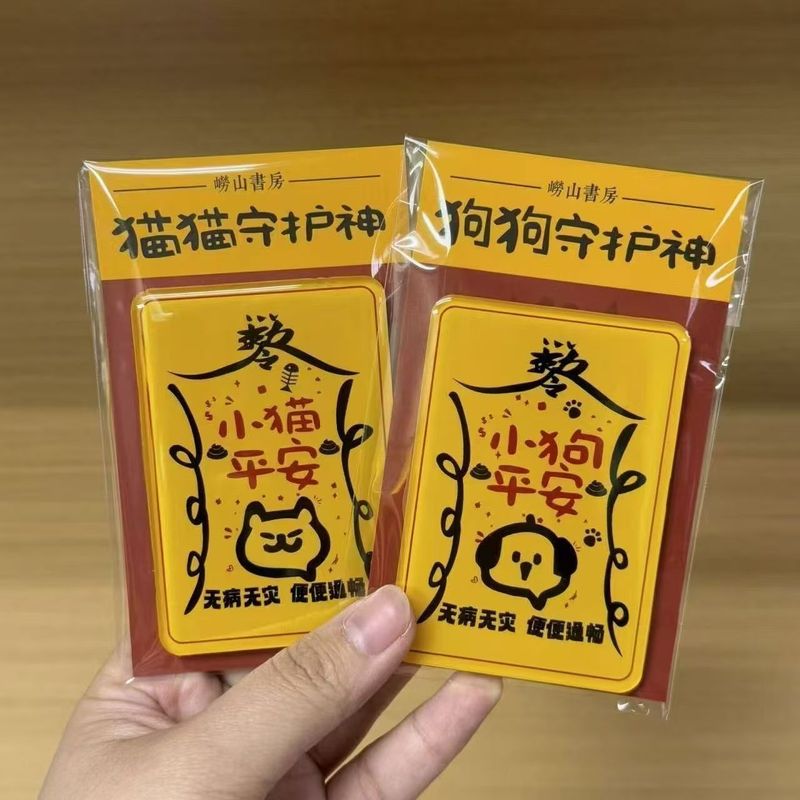 崂山書房
猫猫守护神
小猫
平安
无病无灾 便便通畅
崂山書房
狗狗守护神
小狗
平安
无病无灾 便便通畅